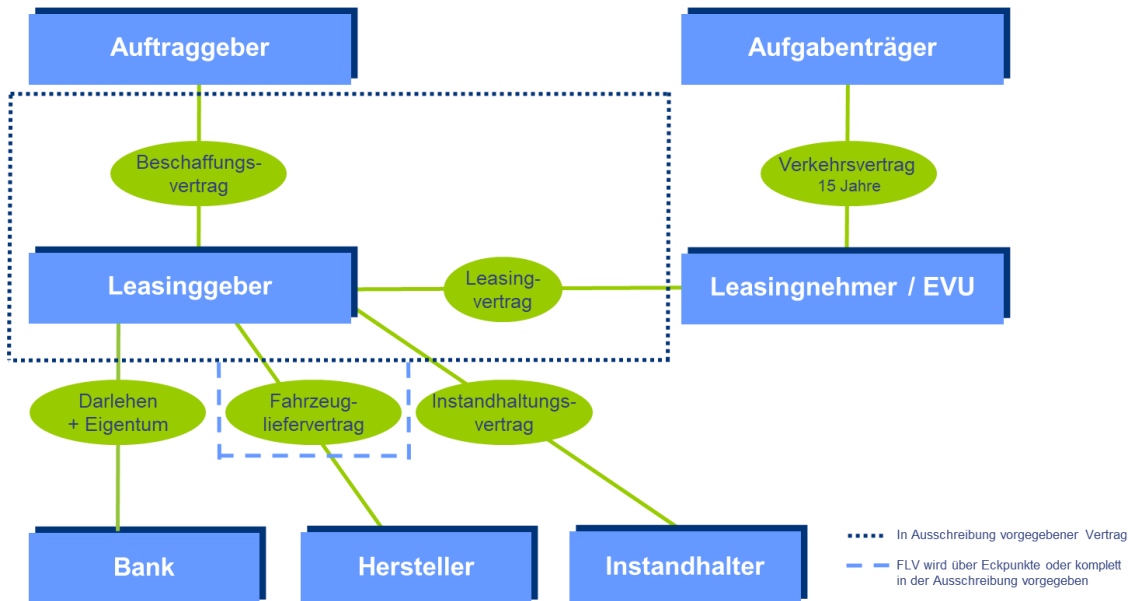 Auftraggeber
Aufgabenträger
Beschaffungs-
vertrag
Verkehrsvertrag
15 Jahre
Leasinggeber
Leasing-
vertrag
Leasingnehmer / EVU
Darlehen
+ Eigentum
Fahrzeug-
liefervertrag
Instandhaltungs-
vertrag
Bank
Hersteller
Instandhalter
In Ausschreibung vorgegebener Vertrag
FLV wird über Eckpunkte oder komplett
in der Ausschreibung vorgegeben